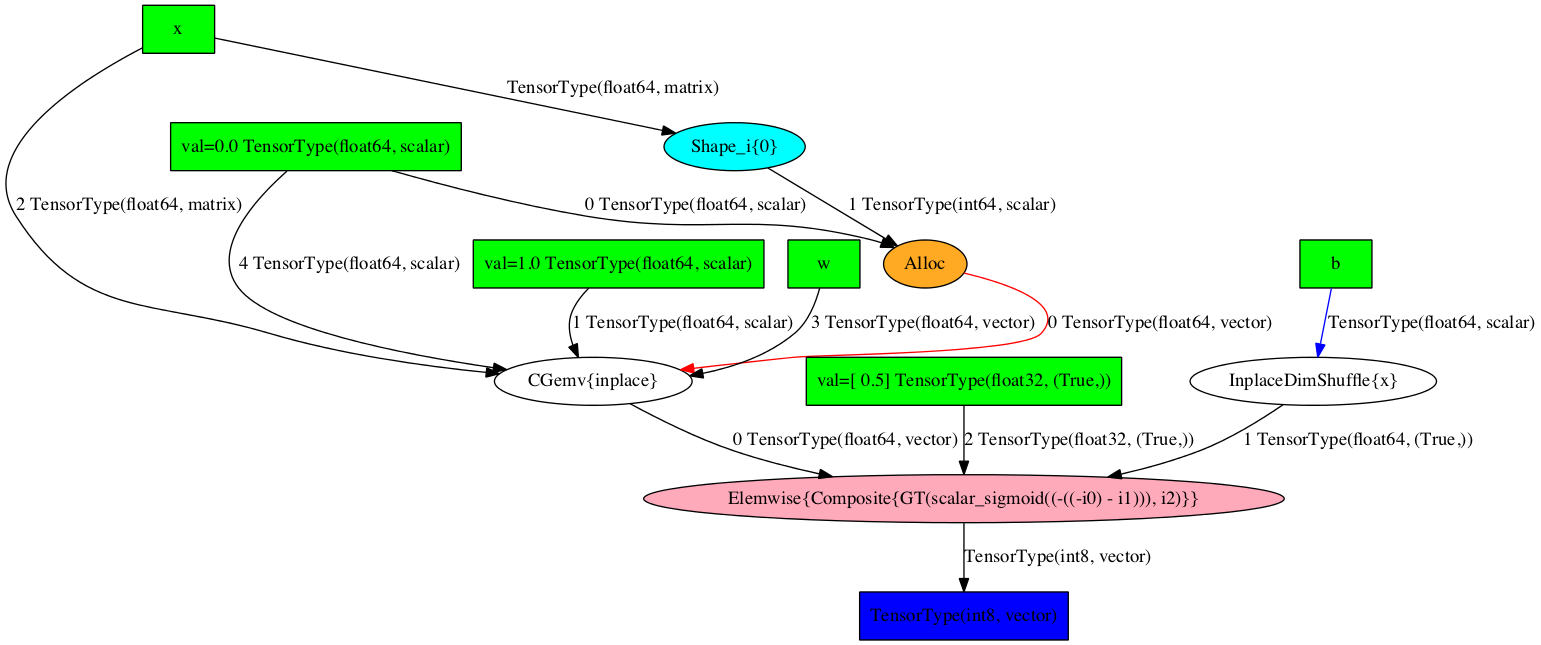 x
TensorType(float64, matrix)
val=0.0 TensorType(float64, scalar)
Shape_i{0}
2 TensorType(float64, matrix)
0 TensorType(float64, scalar)
1 TensorType(int64, scalar)
4 TensorType(float64, scalar)
val=1.0 TensorType(float64, scalar)
w
Alloc
b
1 TensorType(float64, scalar)
3 TensorType(float64, vector)
0 TensorType(float64, vector)
TensorType(float64, scalar)
CGemv{inplace}
val=[ 0.5] TensorType(float32, (True,))
InplaceDimShuffle{x}
0 TensorType(float64, vector)
2 TensorType(float32, (True,))
1 TensorType(float64, (True,))
Elemwise{Composite{GT(scalar_sigmoid((-((-i0) - i1))), i2)}}
TensorType(int8, vector)
TensorType(int8, vector)